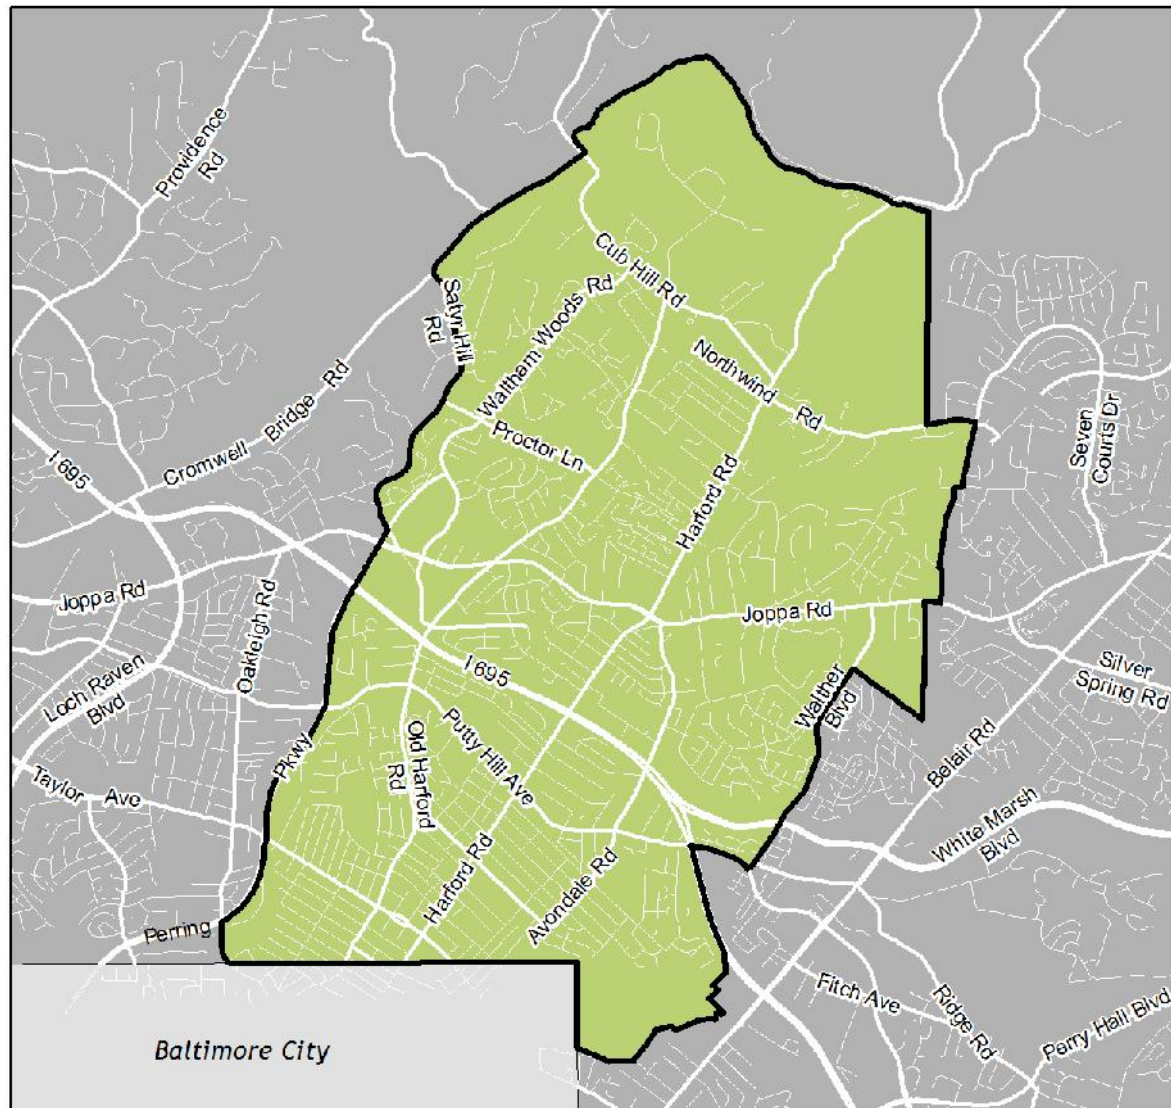 Providence
Rd
Cub Hill Rd
Satyr Hill
Rd
Waltham Woods Rd
Northwind Rd
Proctor Ln
Cromwell Bridge Rd
I 695
Seven
Courts Dr
Harford Rd
Joppa Rd
Oakleigh Rd
Joppa Rd
Loch Raven
Blvd
I 695
Walther
Blvd
Silver
Spring Rd
Pkwy
Old Harford
Rd
Putty Hill Ave
Belair Rd
Taylor Ave
White Marsh
Blvd
Harford Rd
Avondale Rd
Perring
Fitch Ave
Ridge Rd
Perry Hall Blvd
Baltimore City